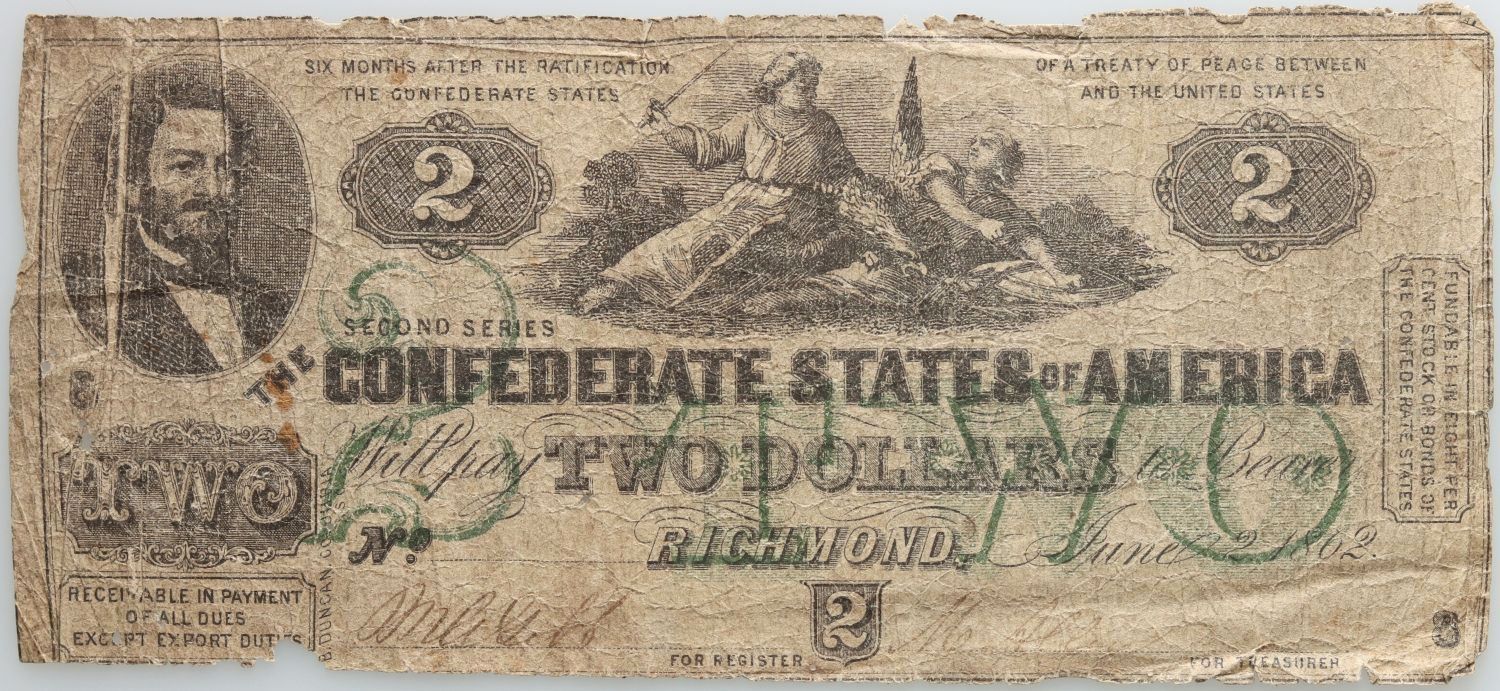 SIX MONTHS AFTER THE RATIFICATION OF A TREATY OF PEACE BETWEEN
THE CONFEDERATE STATES AND THE UNITED STATES
2
2
SECOND SERIES
THE CONFEDERATE STATES OF AMERICA
Will pay TWO DOLLARS to Bearer
2 TWO
No. RICHMOND, June 2 1862.
TWO
RECEIVABLE IN PAYMENT
OF ALL DUES
EXCEPT EXPORT DUTIES
B DUNCAN
FUNDABLE IN EIGHT PER
CENT. STOCK OR BONDS OF
THE CONFEDERATE STATES
2
FOR REGISTER
FOR TREASURER